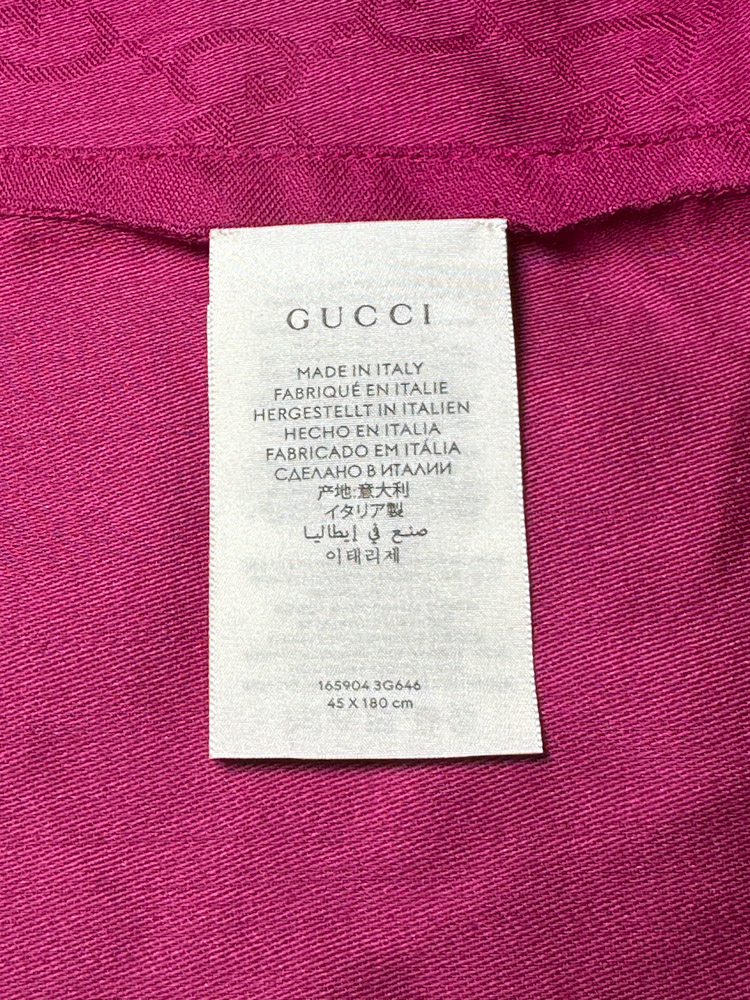 GUCCI
MADE IN ITALY
FABRIQUÉ EN ITALIE
HERGESTELLT IN ITALIEN
HECHO EN ITALIA
FABRICADO EM ITÁLIA
СДЕЛАНО В ИТАЛИИ
产地:意大利
イタリア製
صنع في إيطاليا
이태리제
165904 3G646
45 X 180 cm